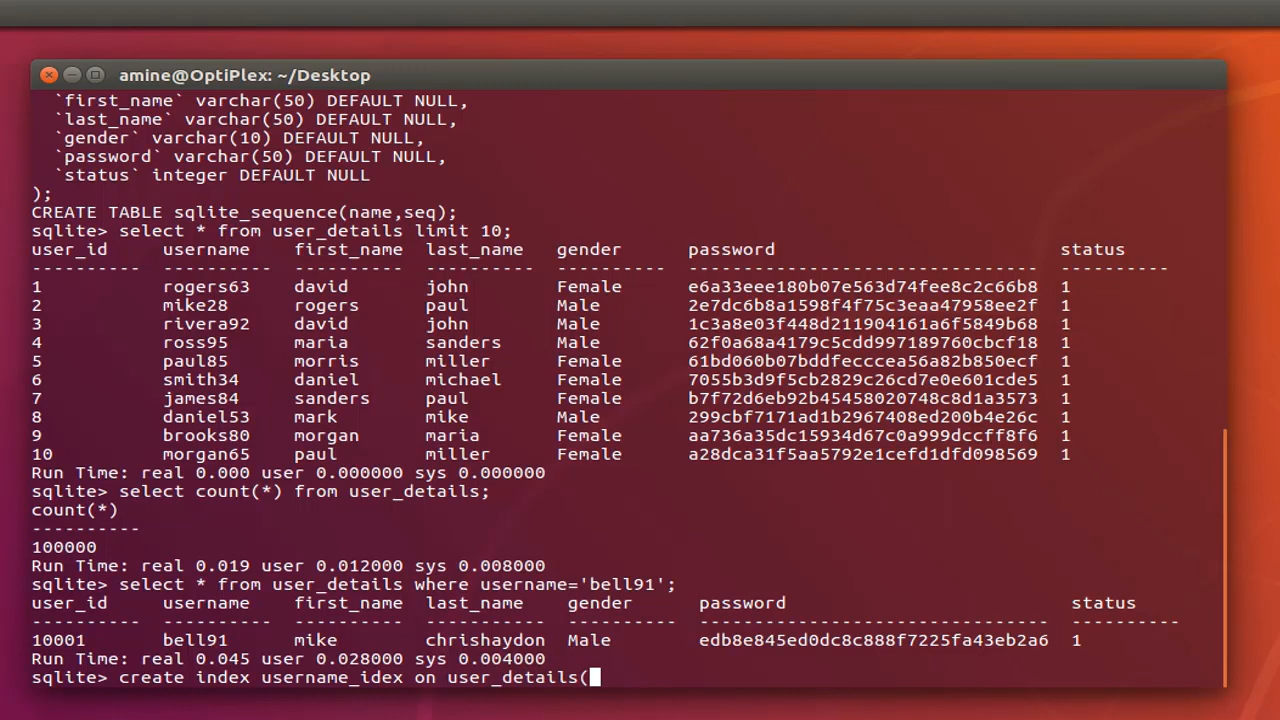 amine@OptiPlex: ~/Desktop
`first_name` varchar(50) DEFAULT NULL,
`last_name` varchar(50) DEFAULT NULL,
`gender` varchar(10) DEFAULT NULL,
`password` varchar(50) DEFAULT NULL,
`status` integer DEFAULT NULL
);
CREATE TABLE sqlite_sequence(name,seq);
sqlite> select * from user_details limit 10;
user_id username first_name last_name gender password status
---------- ---------- ---------- ---------- ---------- -------------------------------- ----------
1 rogers63 david john Female e6a33eee180b07e563d74fee8c2c66b8 1
2 mike28 rogers paul Male 2e7dc6b8a1598f4f75c3eaa47958ee2f 1
3 rivera92 david john Male 1c3a8e03f448d211904161a6f5849b68 1
4 ross95 maria sanders Male 62f0a68a4179c5cdd997189760cbcf18 1
5 paul85 morris miller Female 61bd060b07bddfecccea56a82b850ecf 1
6 smith34 daniel michael Female 7055b3d9f5cb2829c26cd7e0e601cde5 1
7 james84 sanders paul Female b7f72d6eb92b45458020748c8d1a3573 1
8 daniel53 mark mike Male 299cbf7171ad1b2967408ed200b4e26c 1
9 brooks80 morgan maria Female aa736a35dc15934d67c0a999dccff8f6 1
10 morgan65 paul miller Female a28dca31f5aa5792e1cefd1dfd098569 1
Run Time: real 0.000 user 0.000000 sys 0.000000
sqlite> select count(*) from user_details;
count(*)
----------
100000
Run Time: real 0.019 user 0.012000 sys 0.008000
sqlite> select * from user_details where username='bell91';
user_id username first_name last_name gender password status
---------- ---------- ---------- ----------- ---------- -------------------------------- ----------
10001 bell91 mike chrishaydon Male edb8e845ed0dc8c888f7225fa43eb2a6 1
Run Time: real 0.045 user 0.028000 sys 0.004000
sqlite> create index username_idex on user_details(